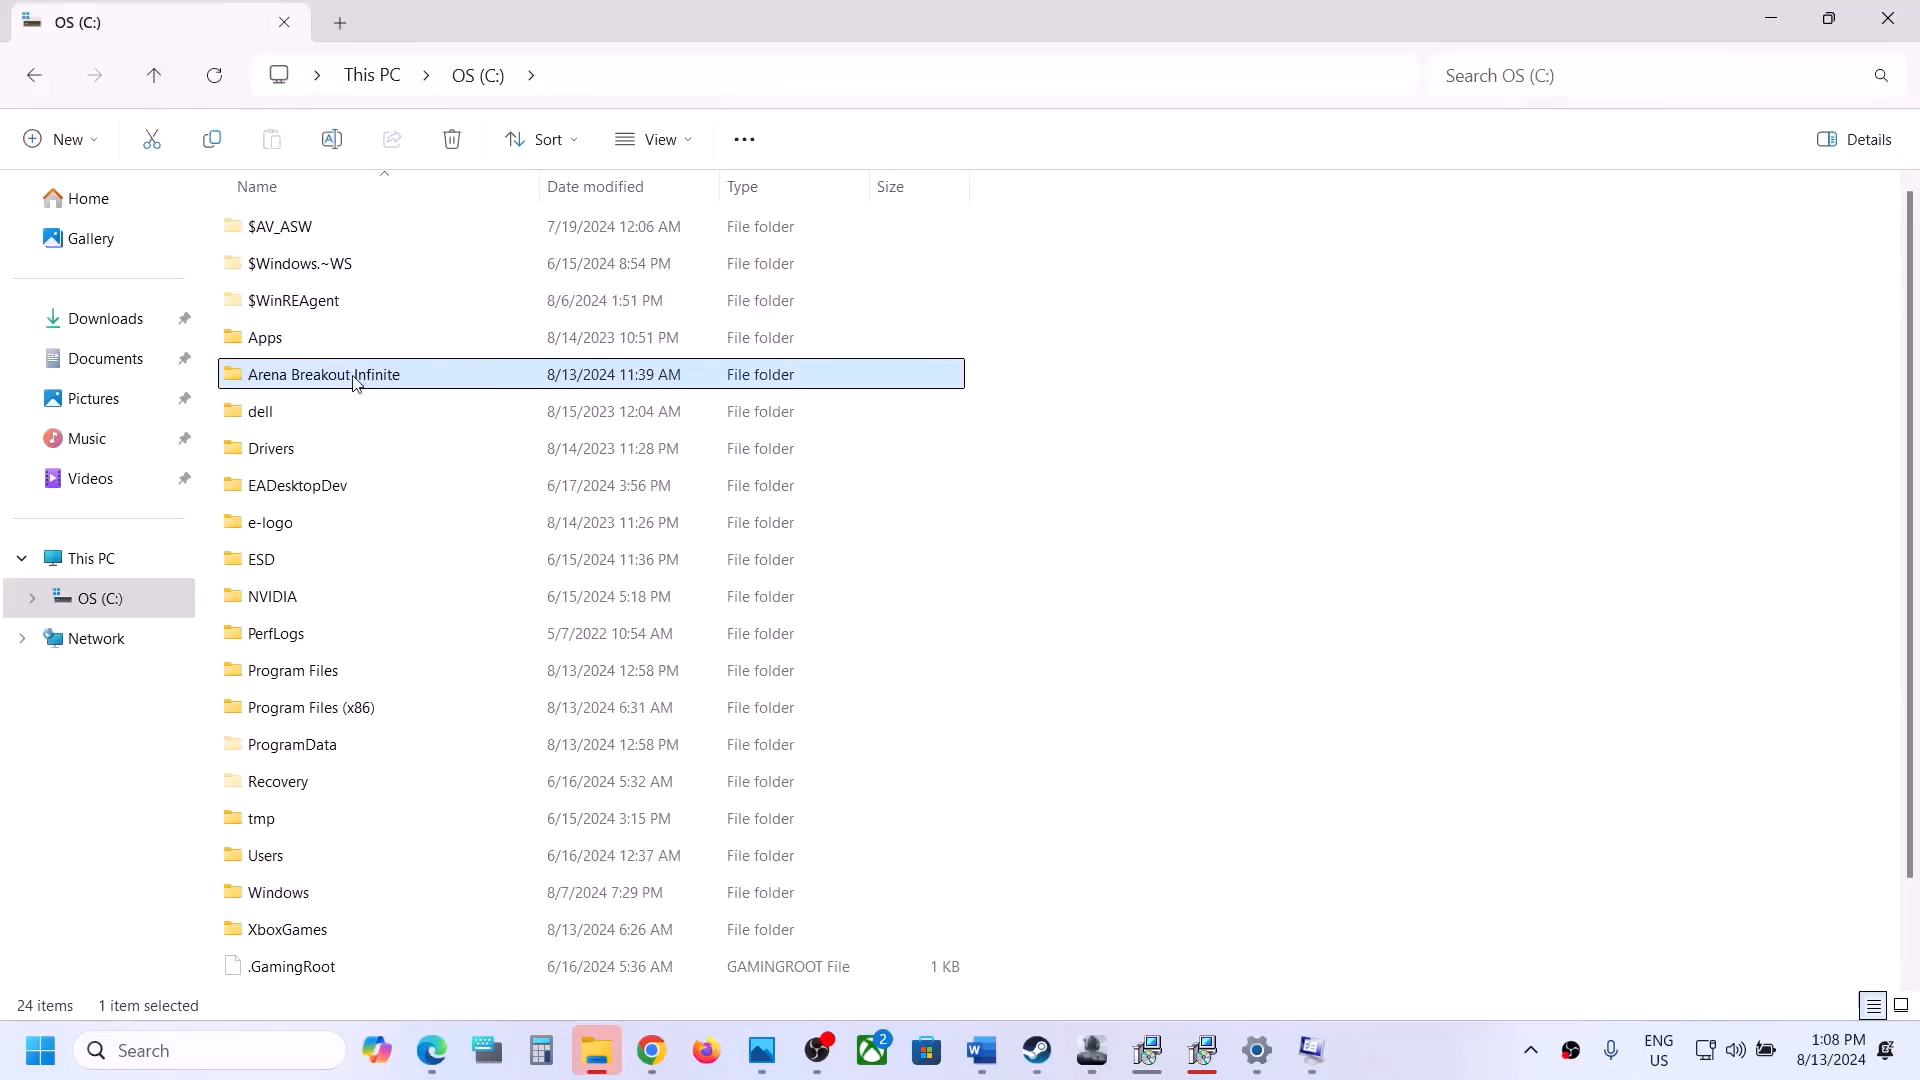 OS (C:)
This PC > OS (C:) >
Search OS (C:)
New
Sort
View
Details
Name Date modified Type Size
Home
Gallery
Downloads
Documents
Pictures
Music
Videos
This PC
OS (C:)
Network
$AV_ASW 7/19/2024 12:06 AM File folder
$Windows.~WS 6/15/2024 8:54 PM File folder
$WinREAgent 8/6/2024 1:51 PM File folder
Apps 8/14/2023 10:51 PM File folder
Arena Breakout Infinite 8/13/2024 11:39 AM File folder
dell 8/15/2023 12:04 AM File folder
Drivers 8/14/2023 11:28 PM File folder
EADesktopDev 6/17/2024 3:56 PM File folder
e-logo 8/14/2023 11:26 PM File folder
ESD 6/15/2024 11:36 PM File folder
NVIDIA 6/15/2024 5:18 PM File folder
PerfLogs 5/7/2022 10:54 AM File folder
Program Files 8/13/2024 12:58 PM File folder
Program Files (x86) 8/13/2024 6:31 AM File folder
ProgramData 8/13/2024 12:58 PM File folder
Recovery 6/16/2024 5:32 AM File folder
tmp 6/15/2024 3:15 PM File folder
Users 6/16/2024 12:37 AM File folder
Windows 8/7/2024 7:29 PM File folder
XboxGames 8/13/2024 6:26 AM File folder
.GamingRoot 6/16/2024 5:36 AM GAMINGROOT File 1 KB
24 items 1 item selected
Search
2
ENG
US
1:08 PM
8/13/2024